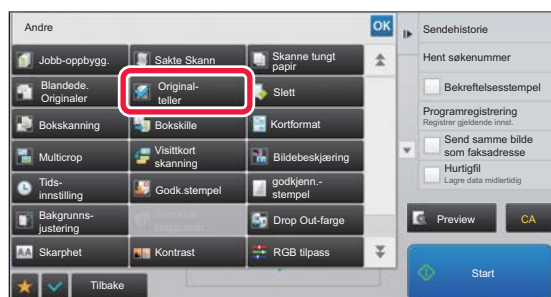 Andre
OK
Jobb-oppbygg.
Sakte Skann
Skanne tungt
papir
Blandede.
Originaler
Original-
teller
Slett
Bokskanning
Bokskille
Kortformat
Multicrop
Visittkort
skanning
Bildebeskjæring
Tids-
innstilling
Godk.stempel
godkjenn.-
stempel
Bakgrunns-
justering
Drop Out-farge
AA Skarphet
Kontrast
RGB tilpass
Tilbake
Sendehistorie
Hent søkenummer
Bekreftelsesstempel
Programregistrering
Registrer gjeldende innst.
Send samme bilde
som faksadresse
Hurtigfil
Lagre data midlertidig
Preview
CA
Start